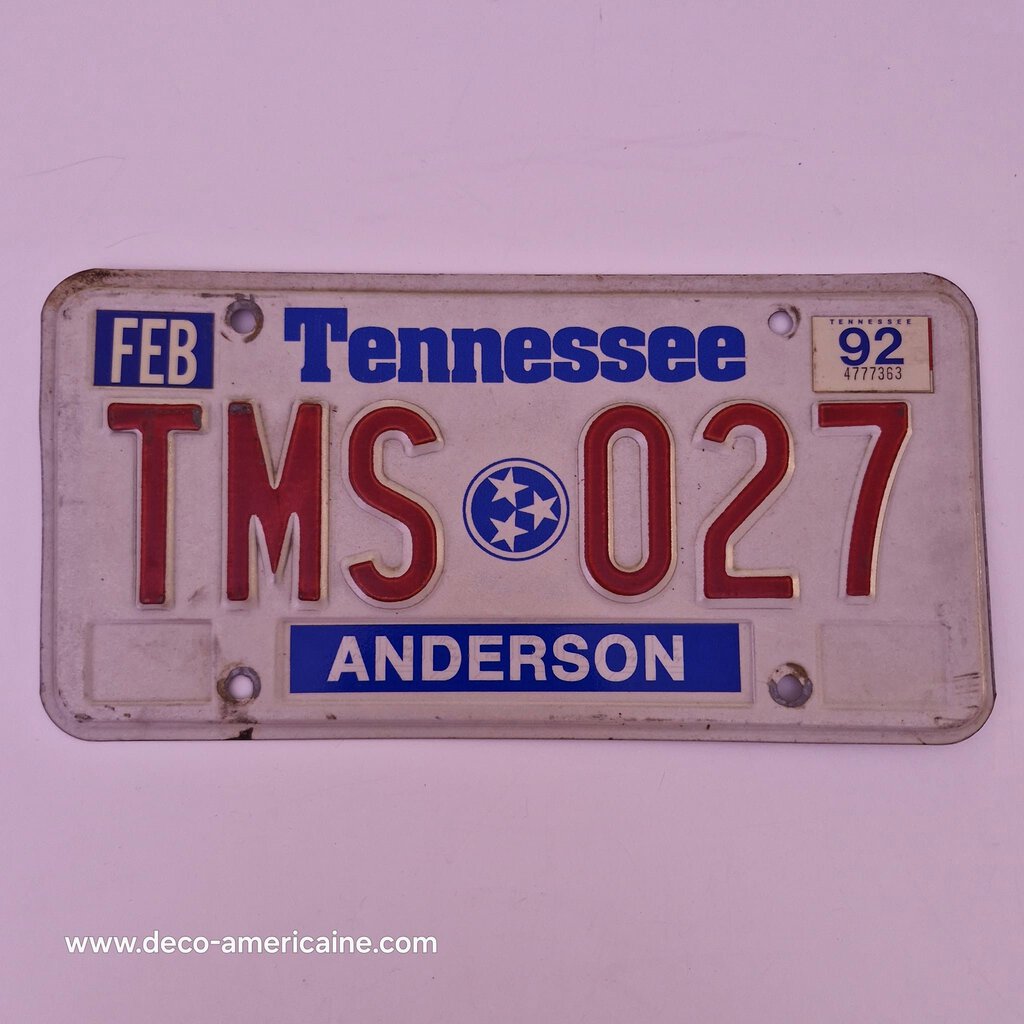 FEB
Tennessee
TENNESSEE
92
4777363
TMS 027
ANDERSON
www.deco-americaine.com